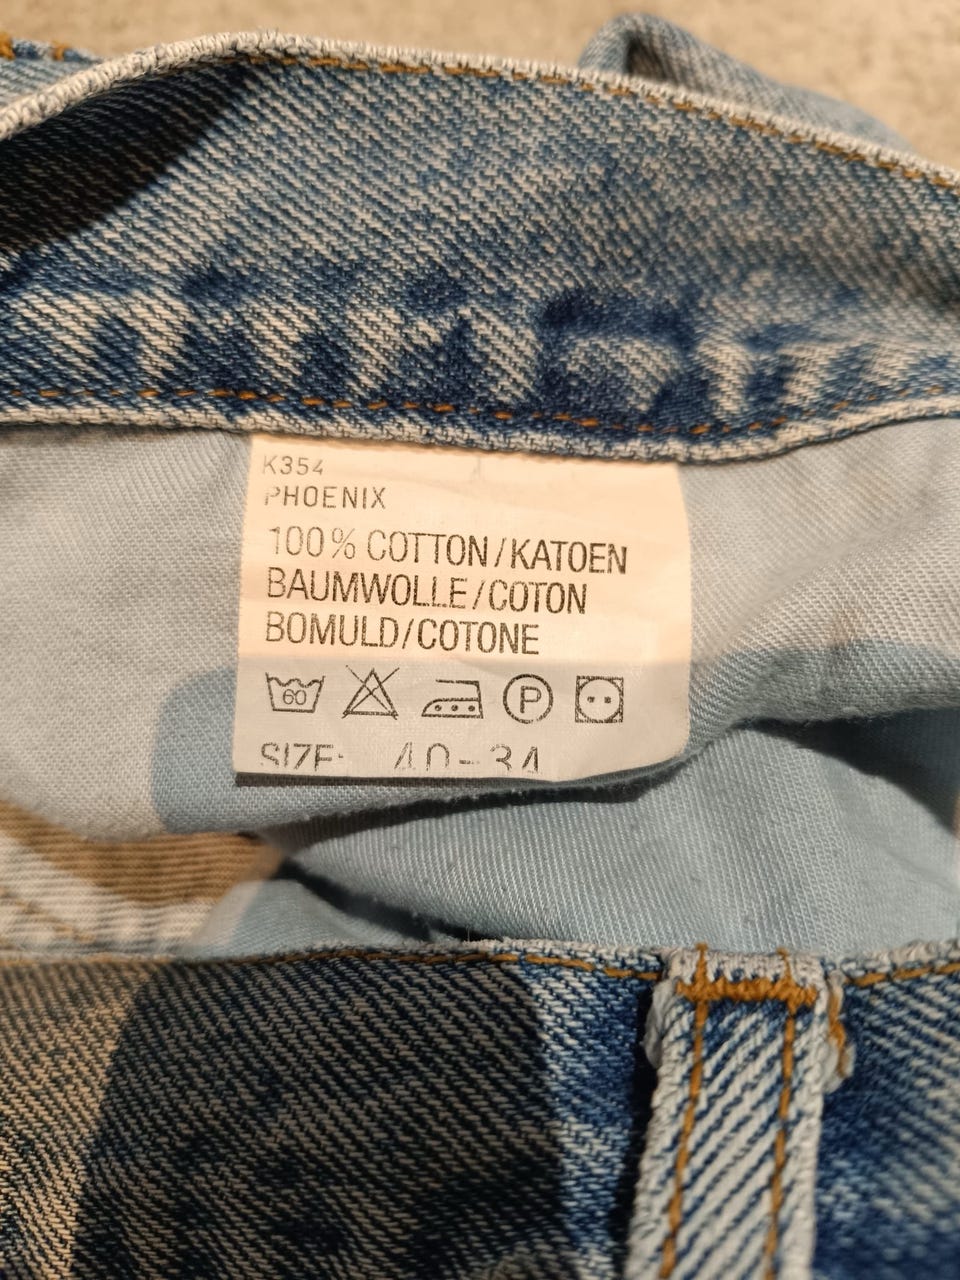 K354
PHOENIX
100% COTTON/KATOEN
BAUMWOLLE/COTON
BOMULD/COTONE
60 P
SIZE: 40-34